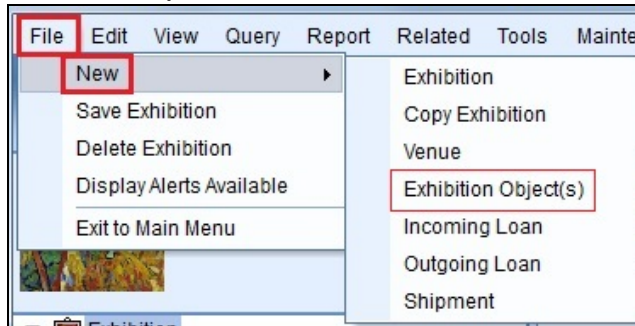 File Edit View Query Report Related Tools Mainte
New
Save Exhibition
Delete Exhibition
Display Alerts Available
Exit to Main Menu
Exhibition
Copy Exhibition
Venue
Exhibition Object(s)
Incoming Loan
Outgoing Loan
Shipment
Exhibition